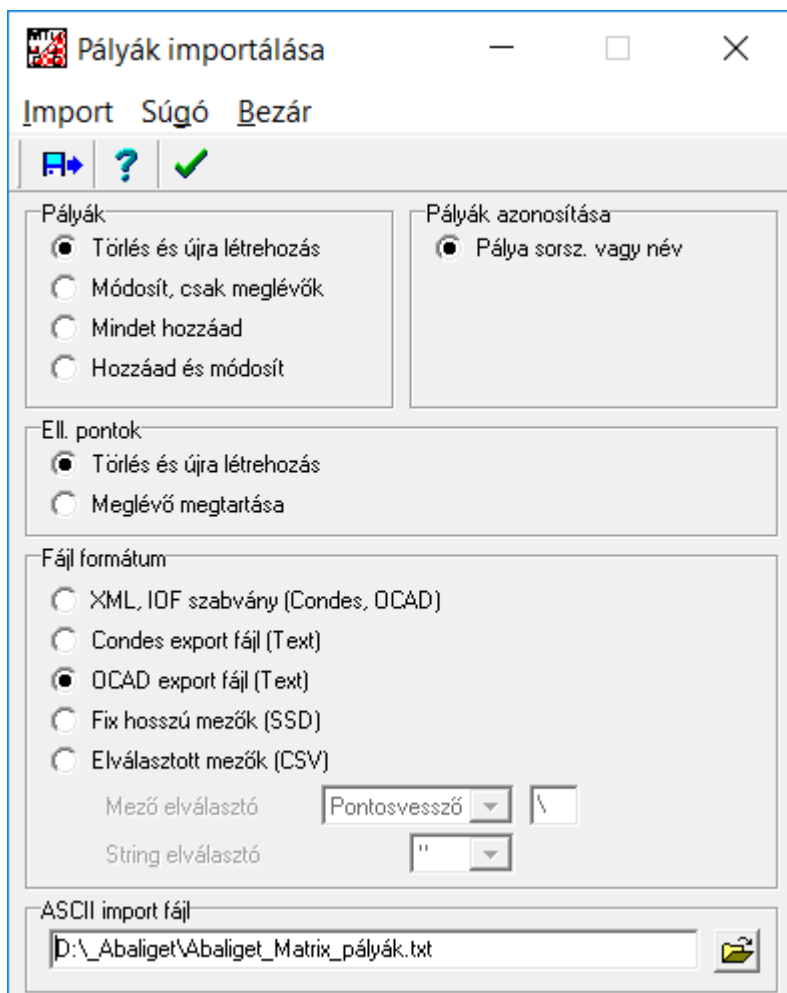 Pályák importálása
Import Súgó Bezár
Pályák
Törlés és újra létrehozás
Módosít, csak meglévők
Mindet hozzáad
Hozzáad és módosít
Pályák azonosítása
Pálya sorsz. vagy név
Ell. pontok
Törlés és újra létrehozás
Meglévő megtartása
Fájl formátum
XML, IOF szabvány (Condes, OCAD)
Condes export fájl (Text)
OCAD export fájl (Text)
Fix hosszú mezők (SSD)
Elválasztott mezők (CSV)
Mező elválasztó Pontosvessző \
String elválasztó "
ASCII import fájl
D:\_Abaliget\Abaliget_Matrix_pályák.txt